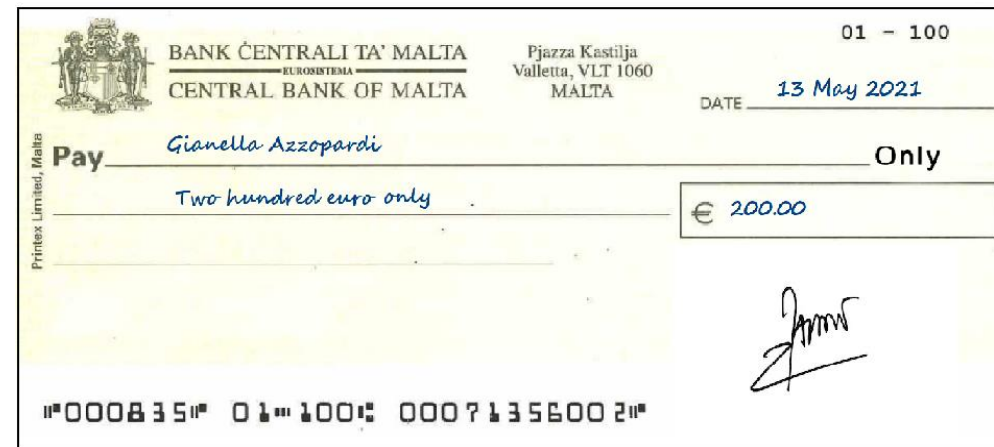 01 - 100
BANK ĊENTRALI TA' MALTA
EUROSISTEMA
CENTRAL BANK OF MALTA
Pjazza Kastilja
Valletta, VLT 1060
MALTA
DATE 13 May 2021
Printex Limited, Malta
Pay Gianella Azzopardi Only
Two hundred euro only
€ 200.00
⑈000835⑈ 01⑉100⑆ 00071356002⑈